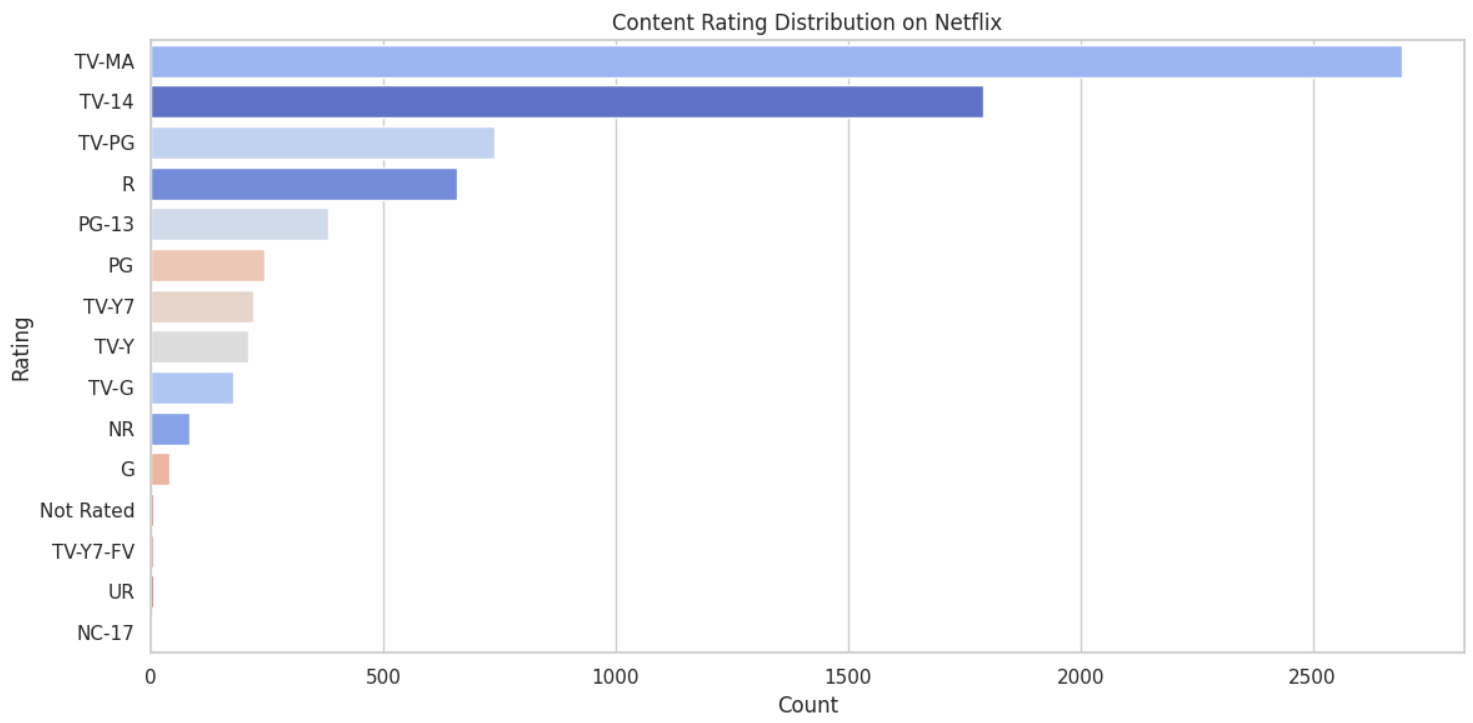 Content Rating Distribution on Netflix
TV-MA
TV-14
TV-PG
R
PG-13
PG
TV-Y7
TV-Y
TV-G
NR
G
Not Rated
TV-Y7-FV
UR
NC-17
Rating
0 500 1000 1500 2000 2500
Count